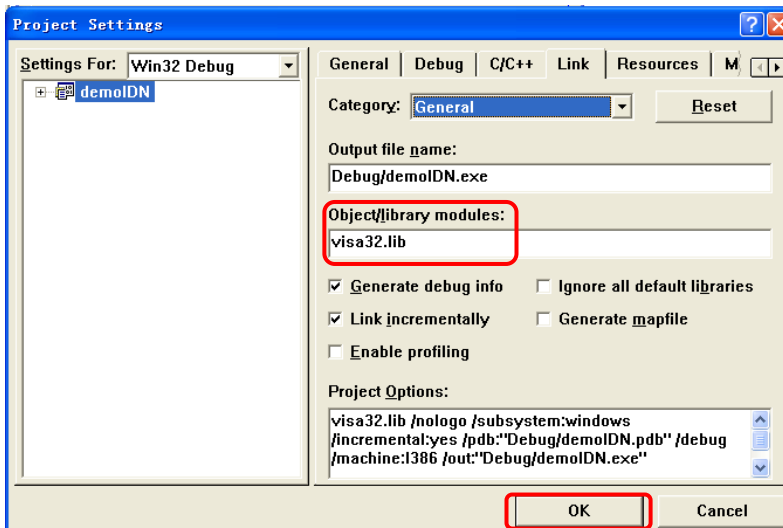 Project Settings
Settings For: Win32 Debug
demoIDN
General Debug C/C++ Link Resources M
Category: General Reset
Output file name:
Debug/demoIDN.exe
Object/library modules:
visa32.lib
Generate debug info Ignore all default libraries
Link incrementally Generate mapfile
Enable profiling
Project Options:
visa32.lib /nologo /subsystem:windows
/incremental:yes /pdb:"Debug/demoIDN.pdb" /debug
/machine:I386 /out:"Debug/demoIDN.exe"
OK Cancel